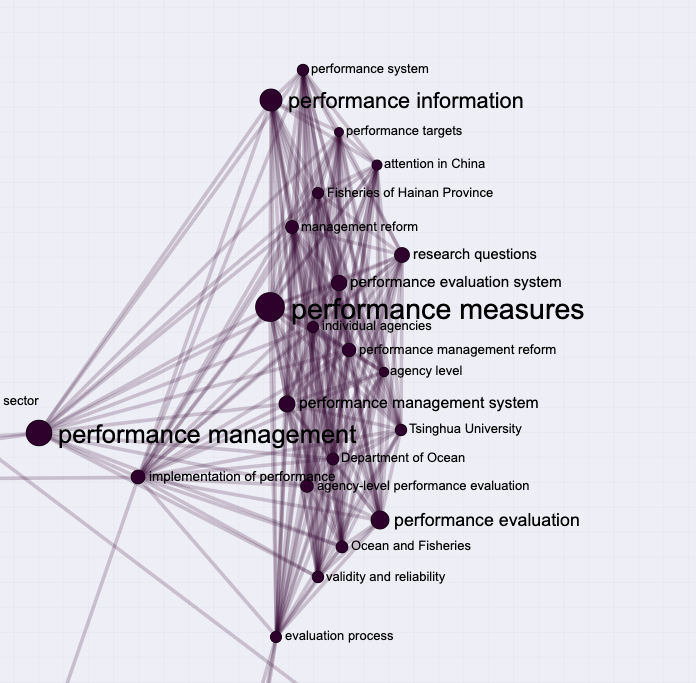 performance system
performance information
performance targets
attention in China
Fisheries of Hainan Province
management reform
research questions
performance evaluation system
performance measures
individual agencies
performance management reform
agency level
sector
performance management system
Tsinghua University
performance management
Department of Ocean
implementation of performance
agency-level performance evaluation
performance evaluation
Ocean and Fisheries
validity and reliability
evaluation process